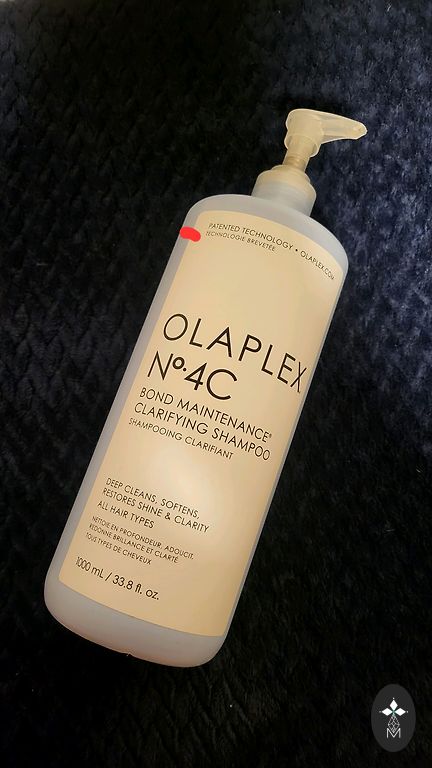 PATENTED TECHNOLOGY • OLAPLEX.COM
TECHNOLOGIE BREVETÉE
OLAPLEX
Nº.4C
BOND MAINTENANCE®
CLARIFYING SHAMPOO
SHAMPOOING CLARIFIANT
DEEP CLEANS, SOFTENS,
RESTORES SHINE & CLARITY
ALL HAIR TYPES
NETTOIE EN PROFONDEUR, ADOUCIT,
REDONNE BRILLANCE ET CLARTÉ
TOUS TYPES DE CHEVEUX
1000 mL / 33.8 fl. oz.
M